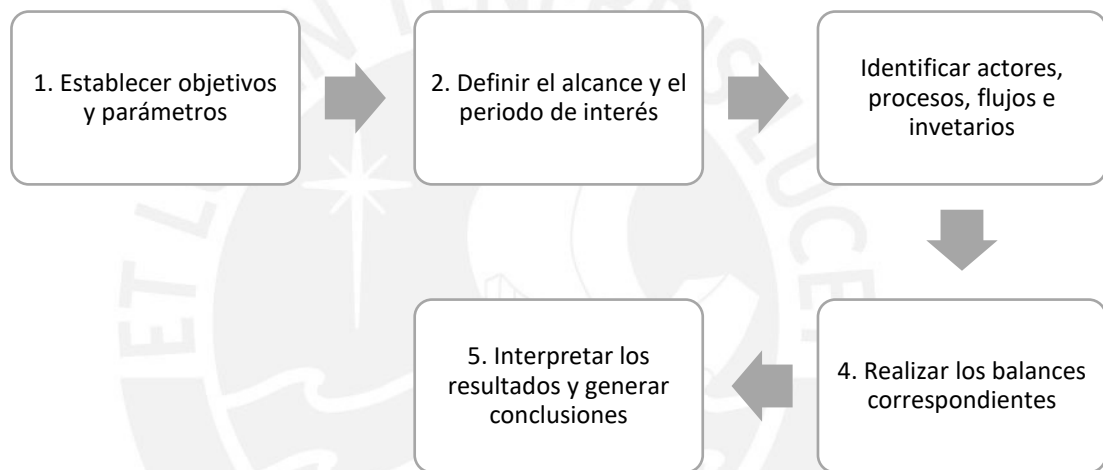 1. Establecer objetivos
y parámetros
2. Definir el alcance y el
periodo de interés
Identificar actores,
procesos, flujos e
invetarios
4. Realizar los balances
correspondientes
5. Interpretar los
resultados y generar
conclusiones